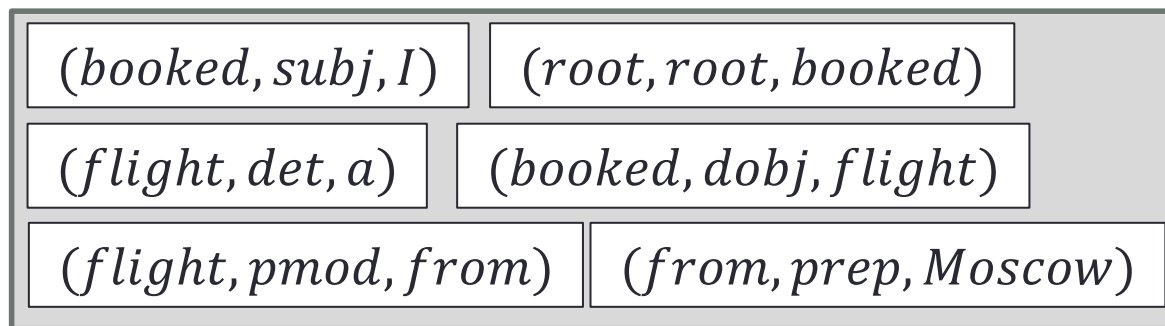 (booked, subj, I) (root, root, booked)
(flight, det, a) (booked, dobj, flight)
(flight, pmod, from) (from, prep, Moscow)